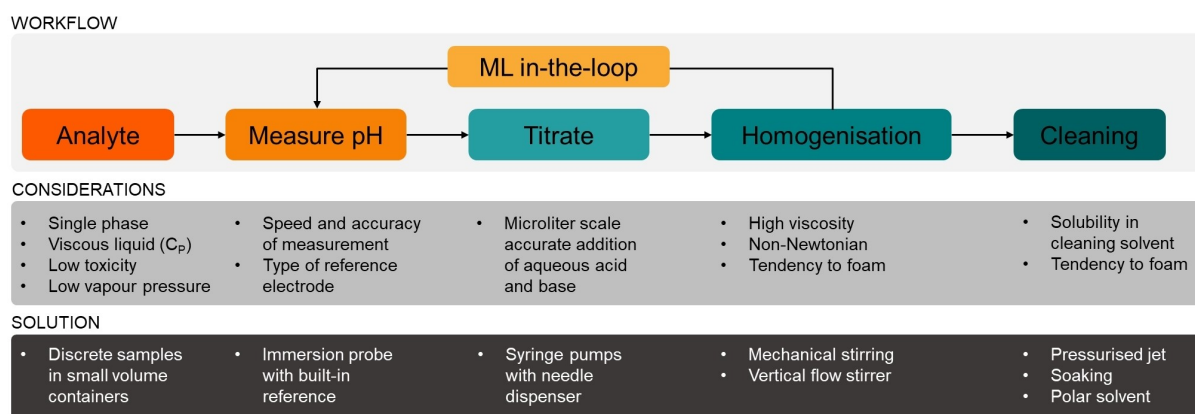 WORKFLOW
ML in-the-loop
Analyte
Measure pH
Titrate
Homogenisation
Cleaning
CONSIDERATIONS
• Single phase
• Viscous liquid (CP)
• Low toxicity
• Low vapour pressure
• Speed and accuracy
of measurement
• Type of reference
electrode
• Microliter scale
accurate addition
of aqueous acid
and base
• High viscosity
• Non-Newtonian
• Tendency to foam
• Solubility in
cleaning solvent
• Tendency to foam
SOLUTION
• Discrete samples
in small volume
containers
• Immersion probe
with built-in
reference
• Syringe pumps
with needle
dispenser
• Mechanical stirring
• Vertical flow stirrer
• Pressurised jet
• Soaking
• Polar solvent